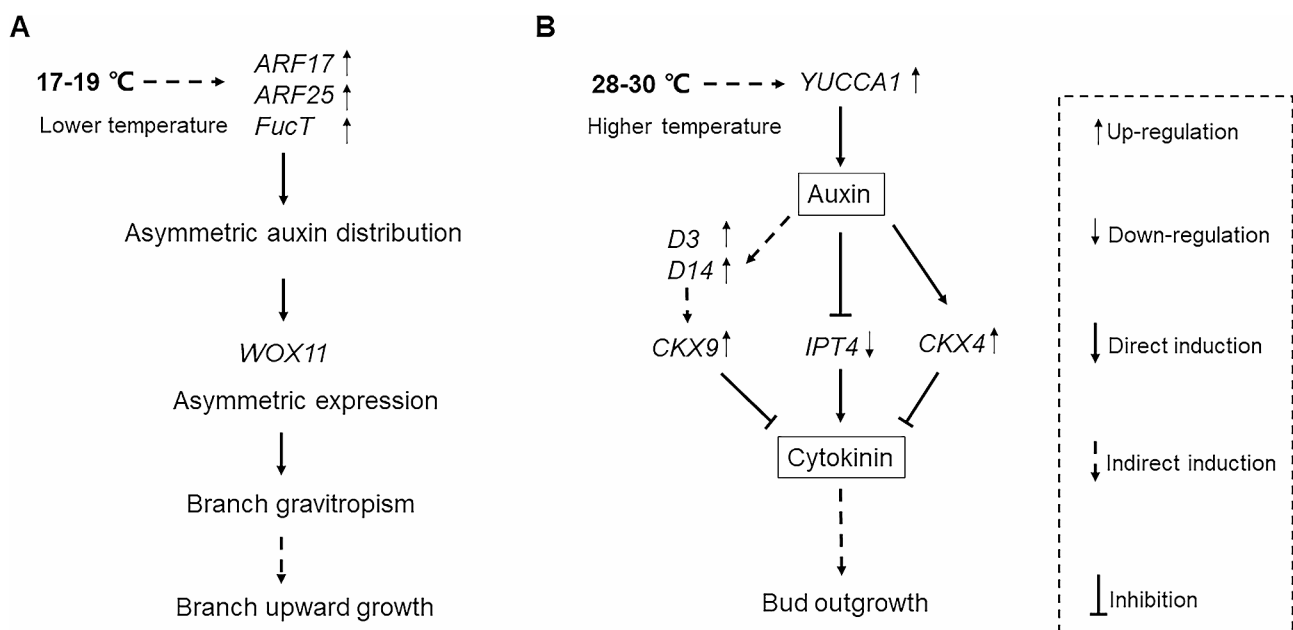 A
17-19 ℃
Lower temperature
ARF17 ↑
ARF25 ↑
FucT ↑
Asymmetric auxin distribution
WOX11
Asymmetric expression
Branch gravitropism
Branch upward growth
B
28-30 ℃
Higher temperature
YUCCA1 ↑
Auxin
D3 ↑
D14 ↑
CKX9 ↑
IPT4 ↓
CKX4 ↑
Cytokinin
Bud outgrowth
↑ Up-regulation
↓ Down-regulation
Direct induction
Indirect induction
Inhibition